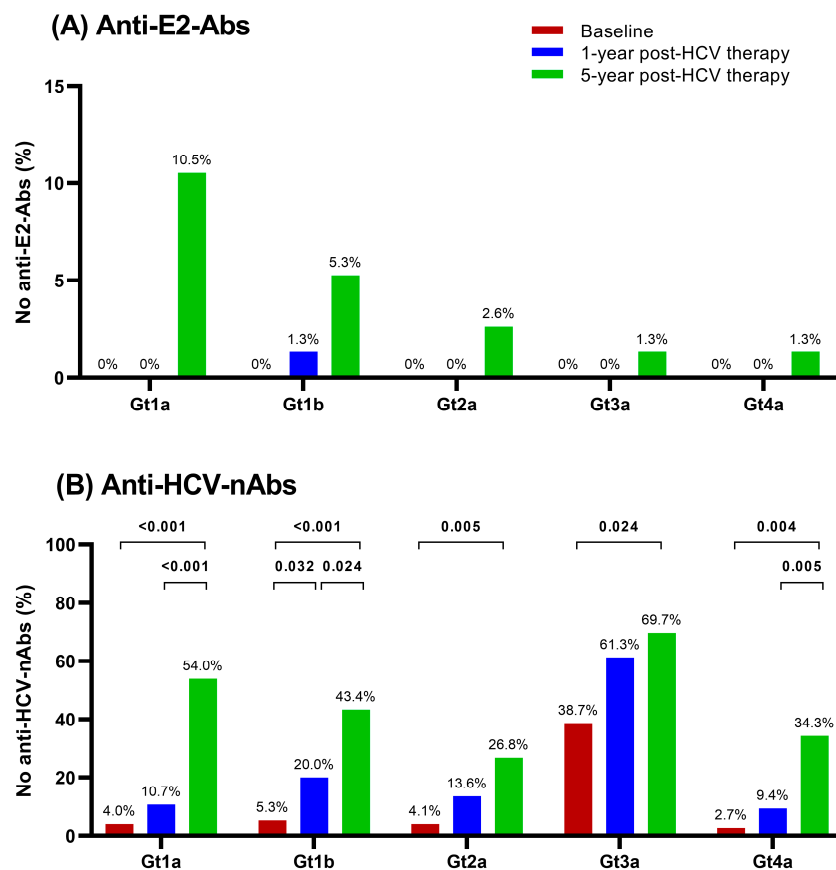 (A) Anti-E2-Abs
Baseline
1-year post-HCV therapy
5-year post-HCV therapy
No anti-E2-Abs (%)
15
10
5
0
10.5%
0% 0%
5.3%
1.3%
0%
2.6%
0% 0%
1.3%
0% 0%
1.3%
0% 0%
Gt1a Gt1b Gt2a Gt3a Gt4a
(B) Anti-HCV-nAbs
No anti-HCV-nAbs (%)
<0.001 <0.001 0.005 0.024 0.004
<0.001 0.032 0.024 0.005
100
80
60
40
20
0
4.0% 10.7% 54.0%
5.3% 20.0% 43.4%
4.1% 13.6% 26.8%
38.7% 61.3% 69.7%
2.7% 9.4% 34.3%
Gt1a Gt1b Gt2a Gt3a Gt4a